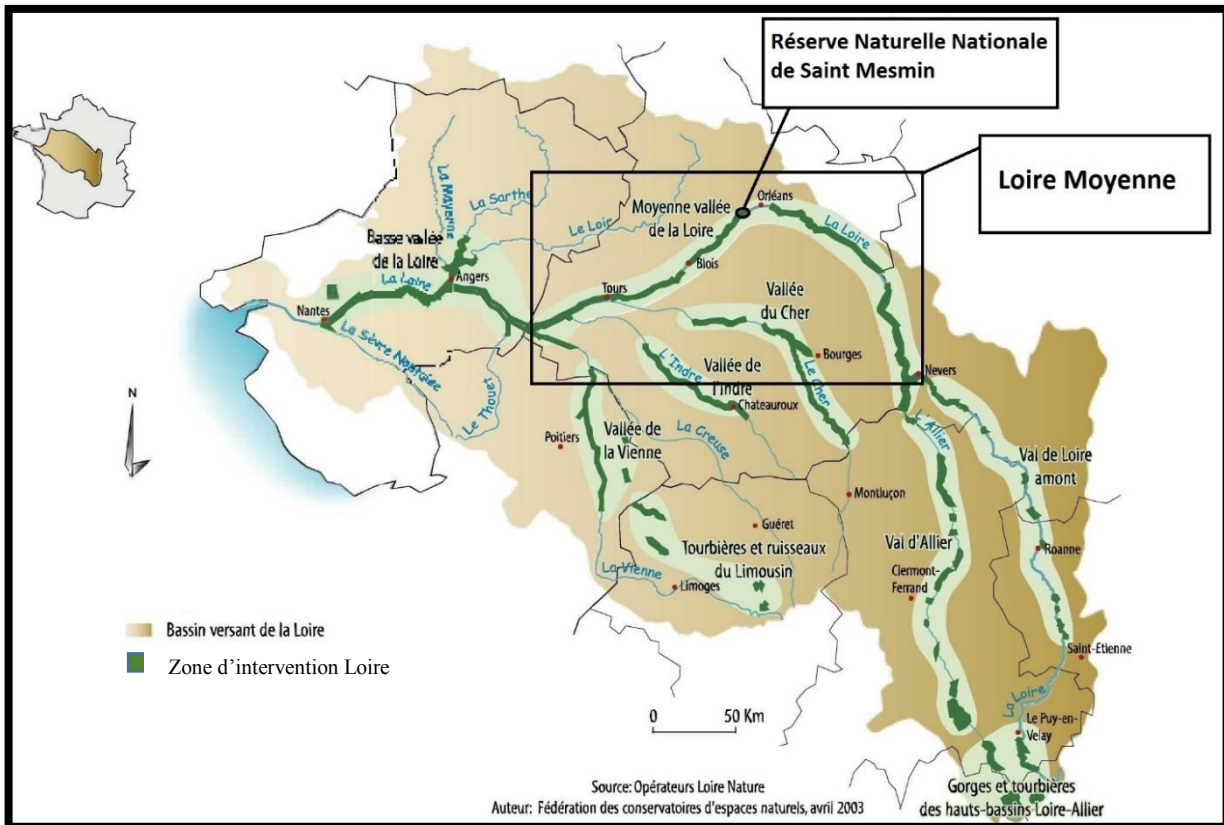 Réserve Naturelle Nationale
de Saint Mesmin
Loire Moyenne
La Mayenne
La Sarthe
Le Loir
Moyenne vallée
de la Loire
Orléans
La Loire
Basse vallée
de la Loire
La Loire
Angers
Blois
Tours
Nantes
Vallée
du Cher
La Sèvre Nantaise
Le Thouet
Bourges
Le Cher
L'Indre
Vallée de
l'Indre
Chateauroux
Nevers
L'Allier
N
Poitiers
Vallée de
la Vienne
La Creuse
Val de Loire
amont
Montluçon
Guéret
Tourbières et ruisseaux
du Limousin
Val d'Allier
Roanne
La Vienne
Limoges
Clermont-
Ferrand
Bassin versant de la Loire
Zone d'intervention Loire
Saint-Etienne
La Loire
0 50 Km
Le Puy-en-
Velay
Source: Opérateurs Loire Nature
Auteur: Fédération des conservatoires d'espaces naturels, avril 2003
Gorges et tourbières
des hauts-bassins Loire-Allier